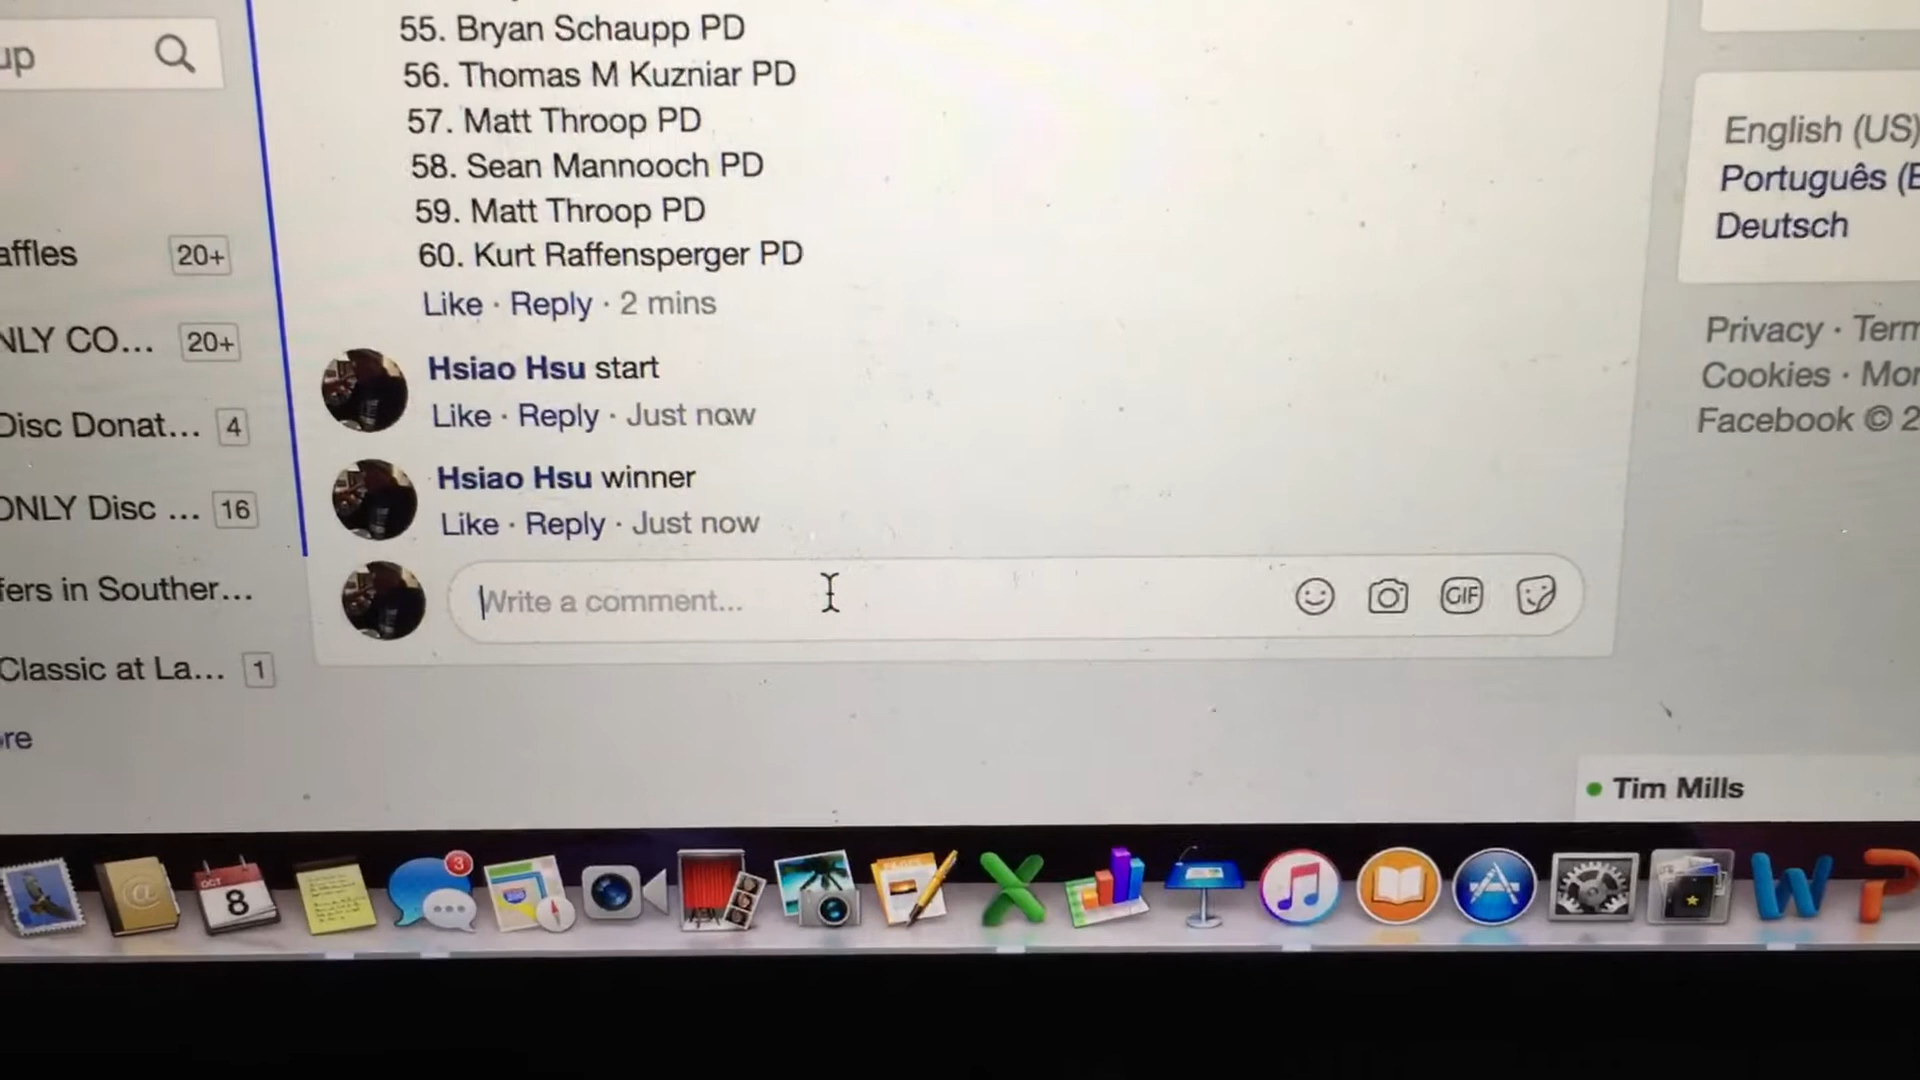 up
55. Bryan Schaupp PD
56. Thomas M Kuzniar PD
57. Matt Throop PD
58. Sean Mannooch PD
59. Matt Throop PD
60. Kurt Raffensperger PD
Like · Reply · 2 mins
Hsiao Hsu start
Like · Reply · Just now
Hsiao Hsu winner
Like · Reply · Just now
Write a comment...
GIF
affles 20+
NLY CO... 20+
Disc Donat... 4
ONLY Disc ... 16
fers in Souther...
Classic at La... 1
re
English (US)
Português (B
Deutsch
Privacy · Term
Cookies · Mor
Facebook © 2
Tim Mills
OCT
8
3